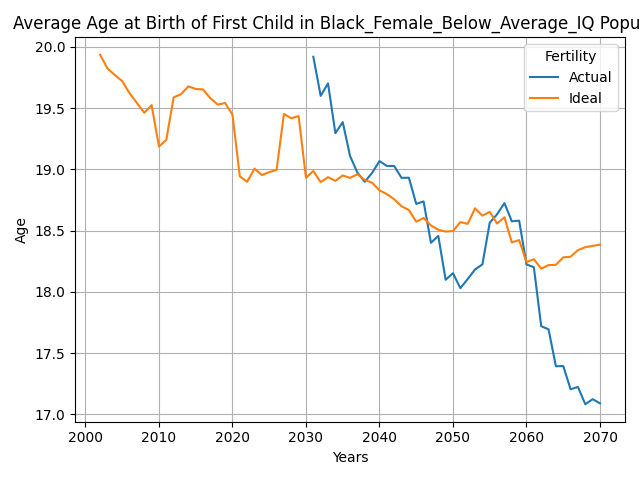 Average Age at Birth of First Child in Black_Female_Below_Average_IQ Popu
Fertility
Actual
Ideal
Age
20.0
19.5
19.0
18.5
18.0
17.5
17.0
2000 2010 2020 2030 2040 2050 2060 2070
Years